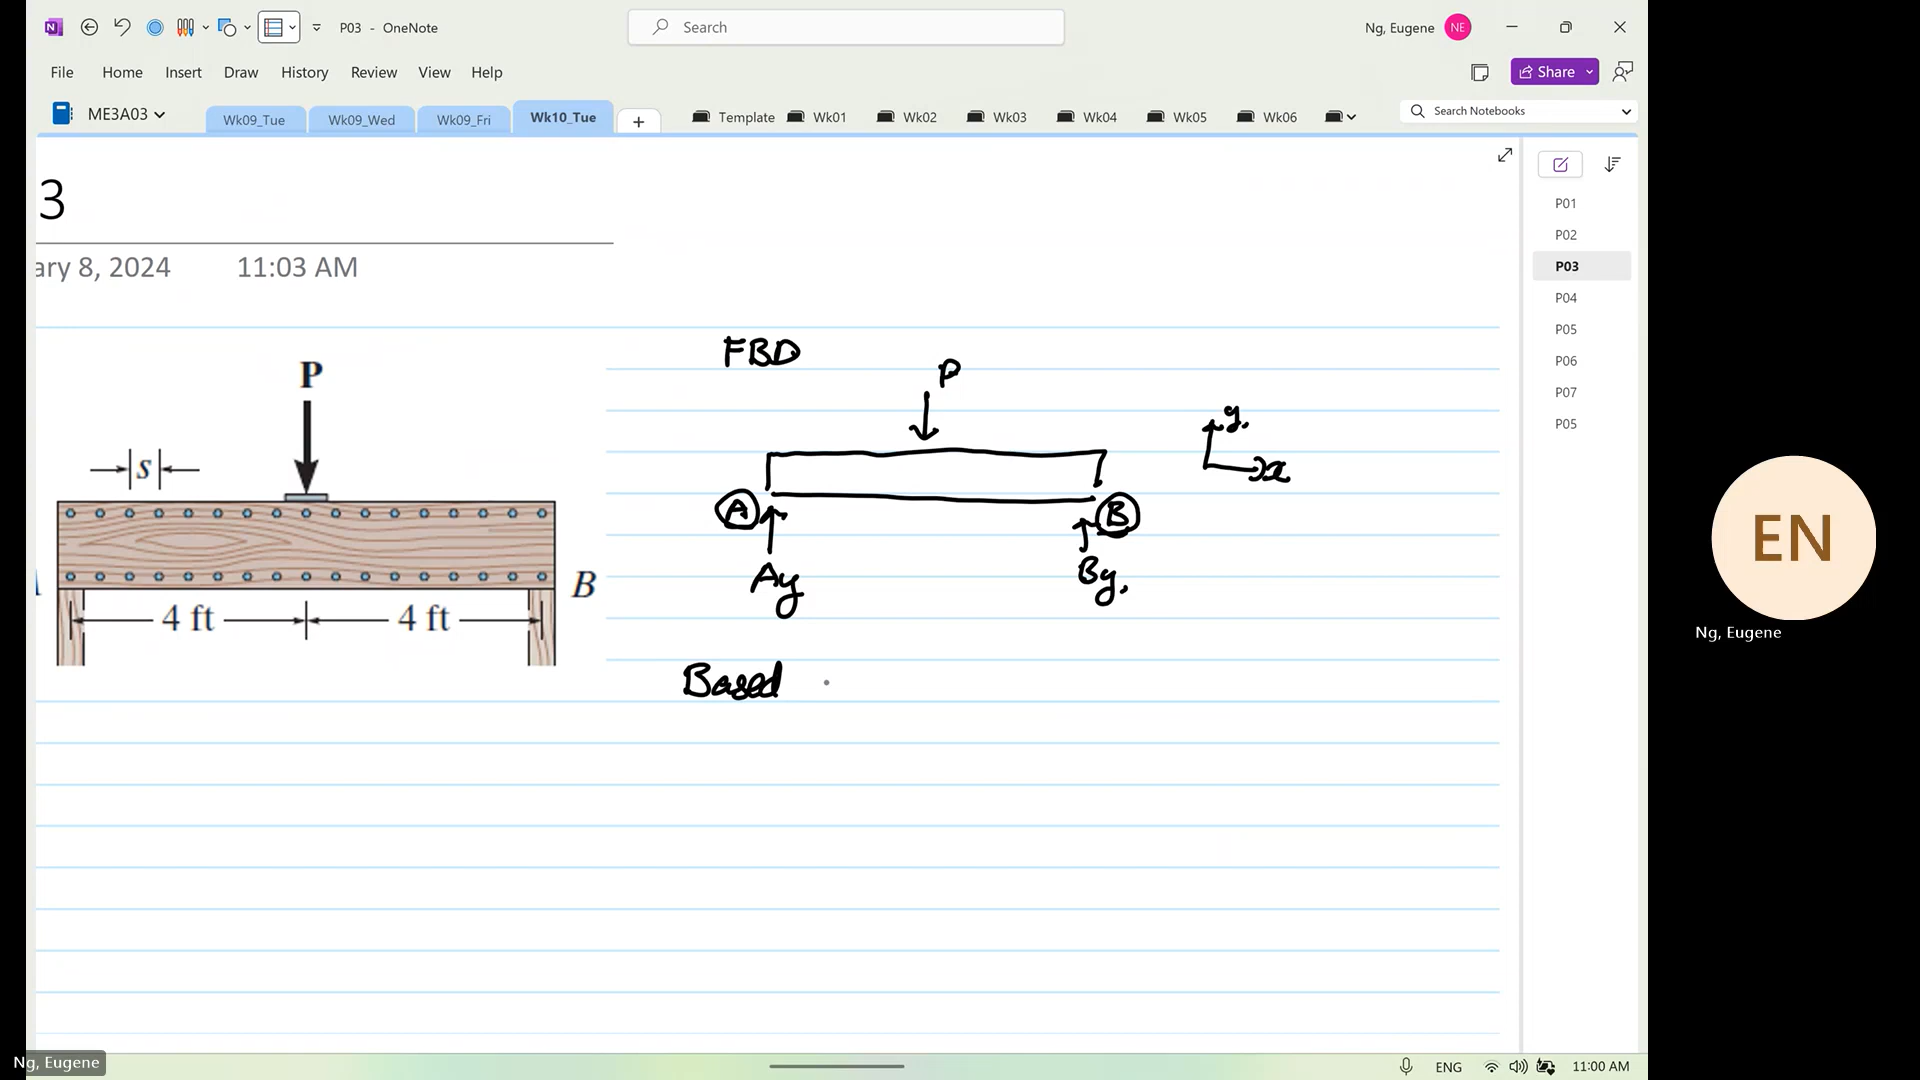 P03 - OneNote
Search
Ng, Eugene
NE
File Home Insert Draw History Review View Help
Share
ME3A03
Wk09_Tue Wk09_Wed Wk09_Fri Wk10_Tue + Template Wk01 Wk02 Wk03 Wk04 Wk05 Wk06
Search Notebooks
P01
P02
P03
P04
P05
P06
P07
P05
3
ary 8, 2024 11:03 AM
P
s
B
4 ft 4 ft
FBD
P
y.
x
A
B
Ay
By.
Based
EN
Ng, Eugene
Ng, Eugene
ENG 11:00 AM